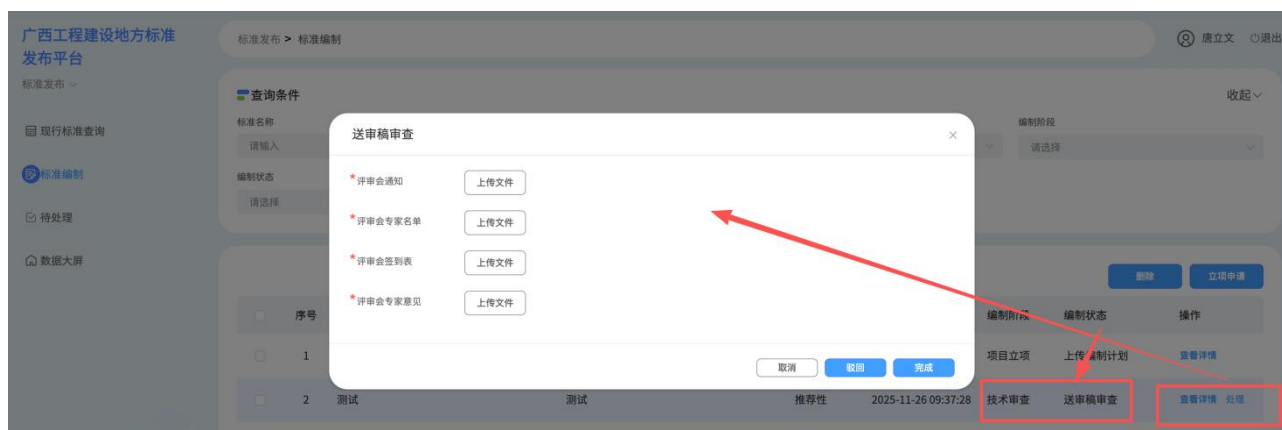 广西工程建设地方标准
发布平台
标准发布 > 标准编制
唐立文 退出
标准发布
查询条件 收起
标准名称 编制阶段
请输入 请选择
编制状态
请选择
现行标准查询
标准编制
待处理
数据大屏
送审稿审查
*评审会通知 上传文件
*评审会专家名单 上传文件
*评审会签到表 上传文件
*评审会专家意见 上传文件
取消 驳回 完成
删除 立项申请
序号 编制阶段 编制状态 操作
1 项目立项 上传编制计划 查看详情
2 测试 测试 推荐性 2025-11-26 09:37:28 技术审查 送审稿审查 查看详情 处理